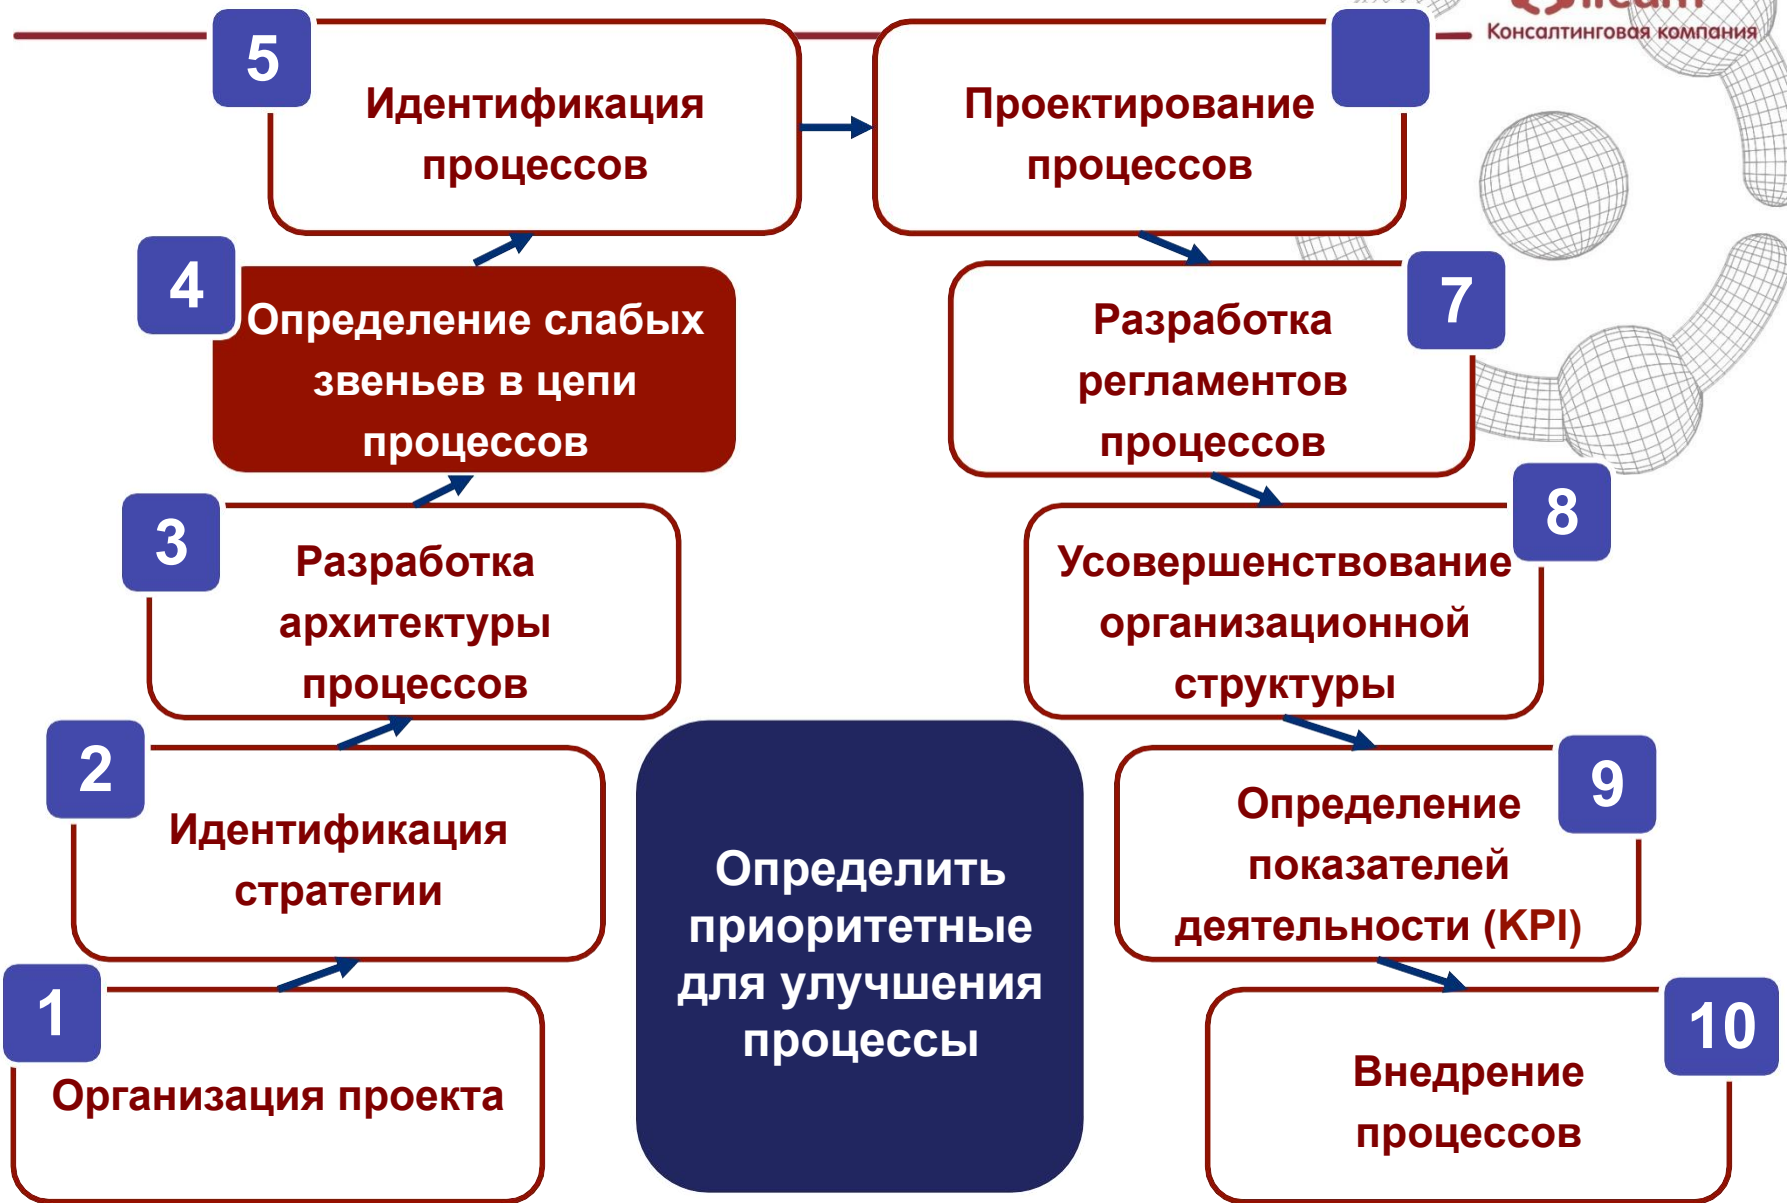 Консалтинговая компания
5
Идентификация
процессов
Проектирование
процессов
4
Определение слабых
звеньев в цепи
процессов
7
Разработка
регламентов
процессов
3
Разработка
архитектуры
процессов
8
Усовершенствование
организационной
структуры
2
Идентификация
стратегии
9
Определение
показателей
деятельности (KPI)
Определить
приоритетные
для улучшения
процессы
1
Организация проекта
10
Внедрение
процессов